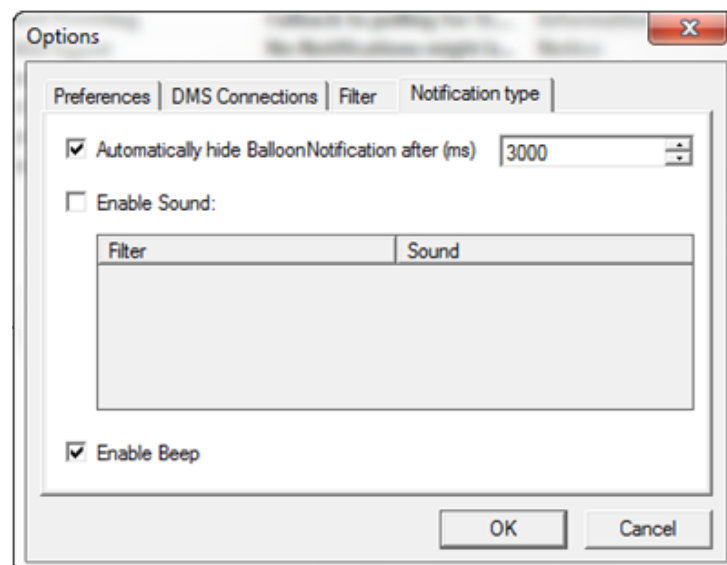 Options
Preferences DMS Connections Filter Notification type
Automatically hide BalloonNotification after (ms) 3000
Enable Sound:
Filter Sound
Enable Beep
OK Cancel